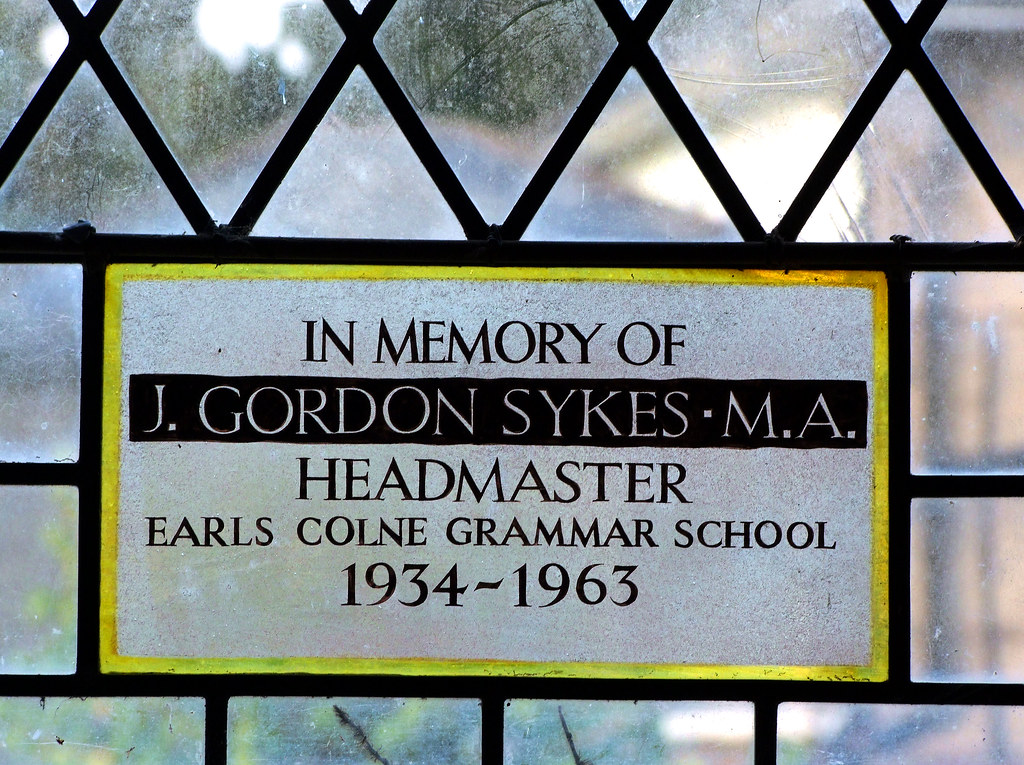 IN MEMORY OF
J. GORDON SYKES · M.A.
HEADMASTER
EARLS COLNE GRAMMAR SCHOOL
1934~1963